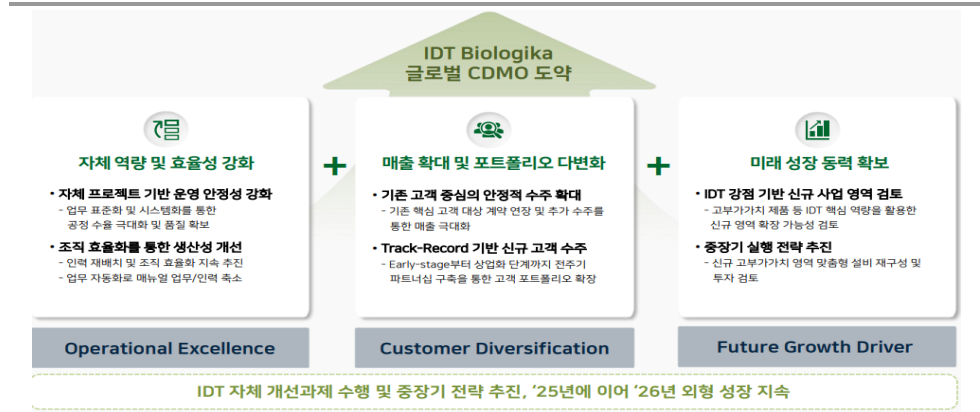 IDT Biologika
글로벌 CDMO 도약
자체 역량 및 효율성 강화
• 자체 프로젝트 기반 운영 안정성 강화
- 업무 표준화 및 시스템화를 통한
공정 수율 극대화 및 품질 확보
• 조직 효율화를 통한 생산성 개선
- 인력 재배치 및 조직 효율화 지속 추진
- 업무 자동화로 매뉴얼 업무/인력 축소
Operational Excellence
+
매출 확대 및 포트폴리오 다변화
• 기존 고객 중심의 안정적 수주 확대
- 기존 핵심 고객 대상 계약 연장 및 추가 수주를
통한 매출 극대화
• Track-Record 기반 신규 고객 수주
- Early-stage부터 상업화 단계까지 전주기
파트너십 구축을 통한 고객 포트폴리오 확장
Customer Diversification
+
미래 성장 동력 확보
• IDT 강점 기반 신규 사업 영역 검토
- 고부가가치 제품 등 IDT 핵심 역량을 활용한
신규 영역 확장 가능성 검토
• 중장기 실행 전략 추진
- 신규 고부가가치 영역 맞춤형 설비 재구성 및
투자 검토
Future Growth Driver
IDT 자체 개선과제 수행 및 중장기 전략 추진, ‘25년에 이어 ‘26년 외형 성장 지속